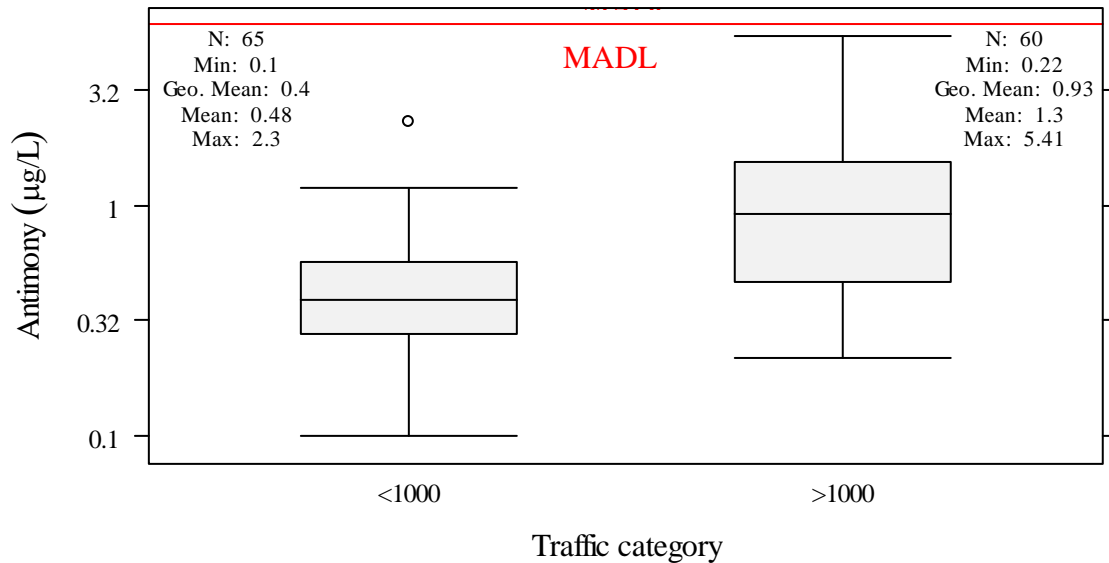 N: 65
Min: 0.1
Geo. Mean: 0.4
Mean: 0.48
Max: 2.3
MADL
N: 60
Min: 0.22
Geo. Mean: 0.93
Mean: 1.3
Max: 5.41
3.2
1
0.32
0.1
Antimony (µg/L)
<1000
>1000
Traffic category